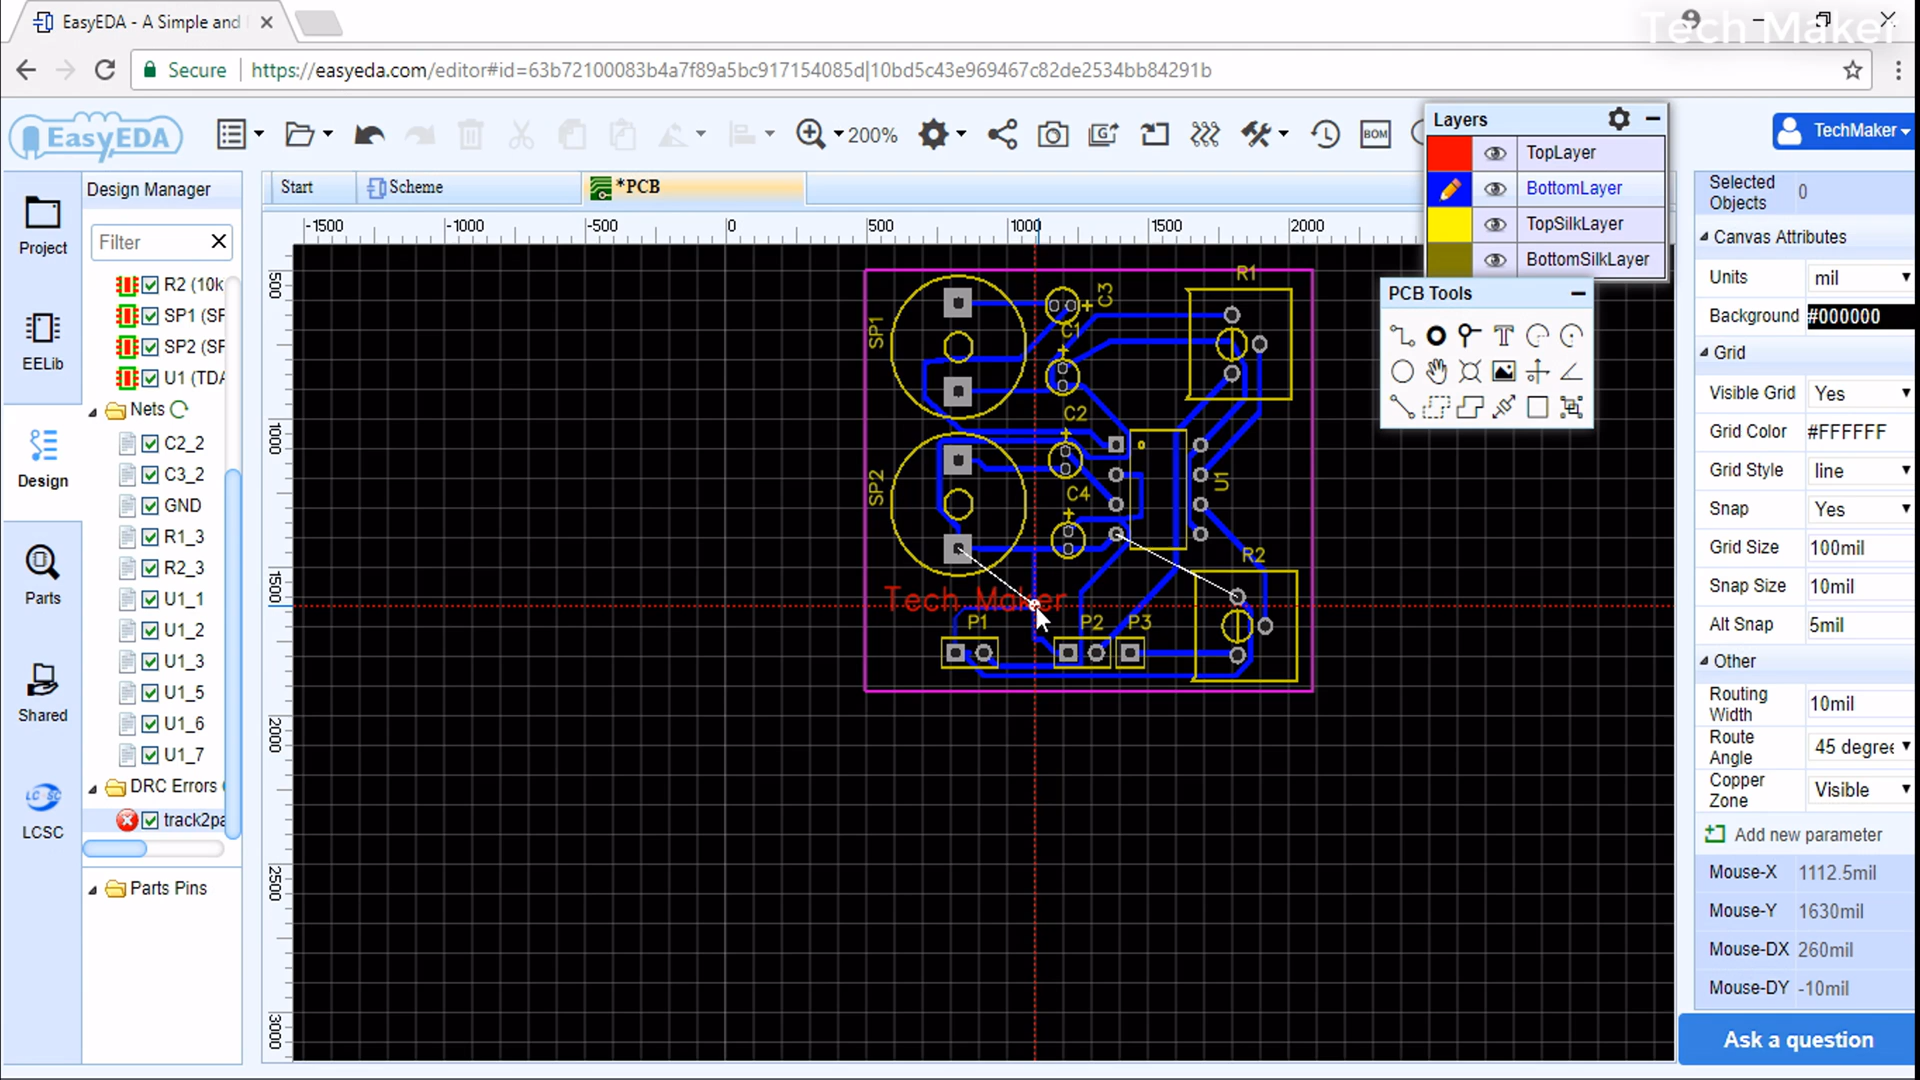 EasyEDA - A Simple and
Tech Maker
Secure
https://easyeda.com/editor#id=63b72100083b4a7f89a5bc917154085d|10bd5c43e969467c82de2534bb84291b
EasyEDA
200%
BOM
TechMaker
Layers
TopLayer
BottomLayer
TopSilkLayer
BottomSilkLayer
PCB Tools
Project
EELib
Design
Parts
Shared
LCSC
LCSC
Design Manager
Filter
R2 (10k
SP1 (SF
SP2 (SF
U1 (TDA
Nets
C2_2
C3_2
GND
R1_3
R2_3
U1_1
U1_2
U1_3
U1_5
U1_6
U1_7
DRC Errors
track2pa
Parts Pins
Start
Scheme
*PCB
-1500
-1000
-500
0
500
1000
1500
2000
500
1000
1500
2000
2500
3000
SP1
C3
C1
R1
C2
SP2
C4
U1
R2
Tech Maker
P1
P2
P3
Selected Objects 0
Canvas Attributes
Units mil
Background #000000
Grid
Visible Grid Yes
Grid Color #FFFFFF
Grid Style line
Snap Yes
Grid Size 100mil
Snap Size 10mil
Alt Snap 5mil
Other
Routing Width 10mil
Route Angle 45 degree
Copper Zone Visible
Add new parameter
Mouse-X 1112.5mil
Mouse-Y 1630mil
Mouse-DX 260mil
Mouse-DY -10mil
Ask a question